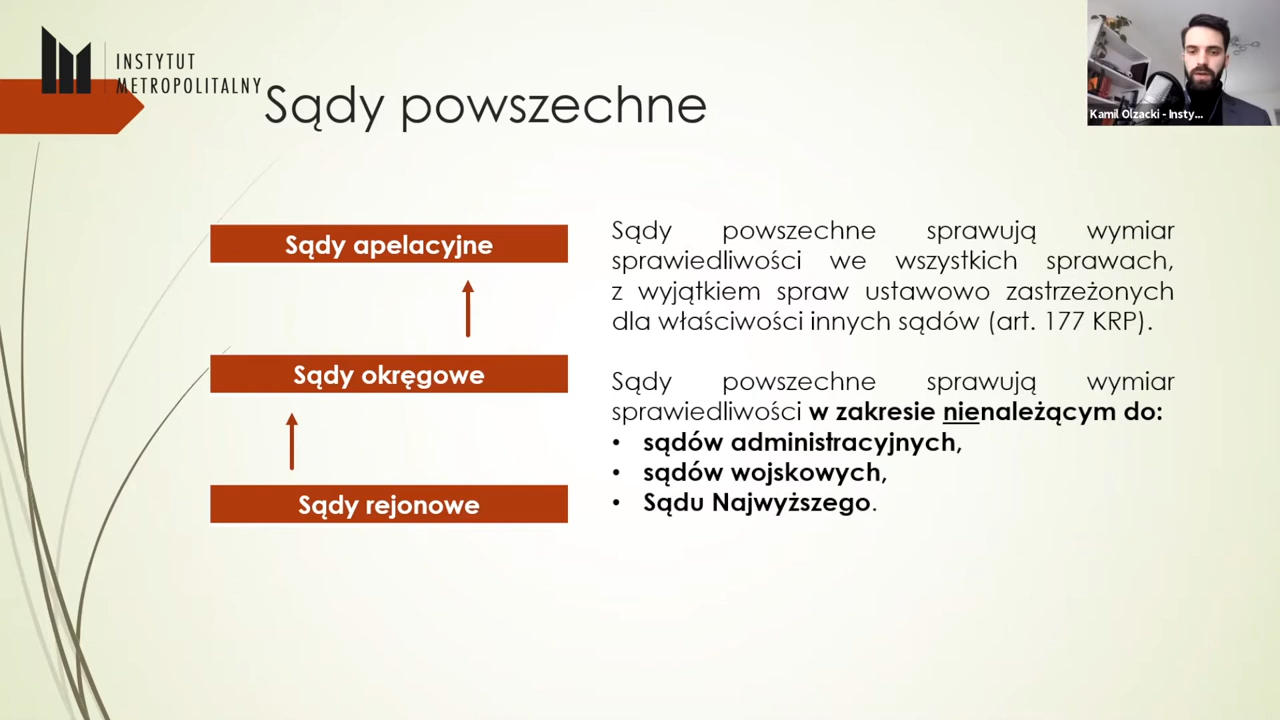 INSTYTUT
METROPOLITALNY
Sądy powszechne
Kamil Olzacki - Insty...
Sądy apelacyjne
Sądy okręgowe
Sądy rejonowe
Sądy powszechne sprawują wymiar
sprawiedliwości we wszystkich sprawach,
z wyjątkiem spraw ustawowo zastrzeżonych
dla właściwości innych sądów (art. 177 KRP).
Sądy powszechne sprawują wymiar
sprawiedliwości w zakresie nienależącym do:
• sądów administracyjnych,
• sądów wojskowych,
• Sądu Najwyższego.